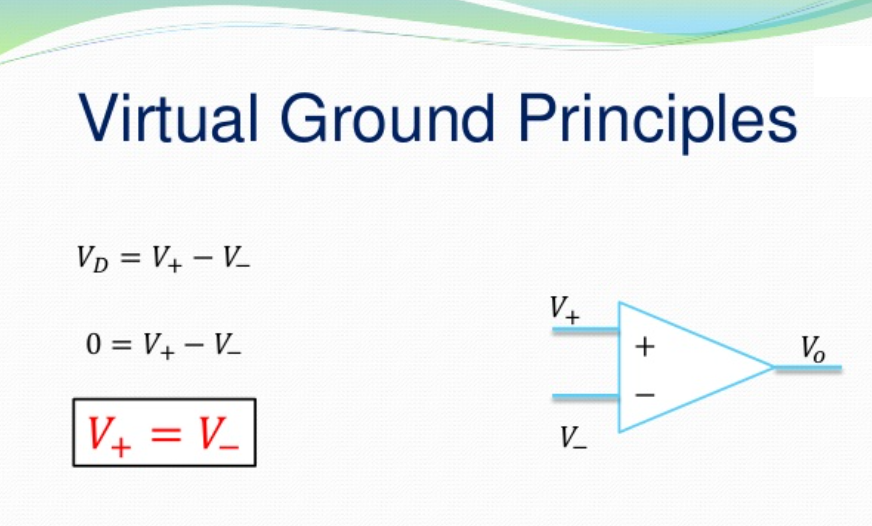 Virtual Ground Principles
V_D = V_+ − V_−
0 = V_+ − V_−
V_+ = V_−
V_+
+
V_o
−
V_−